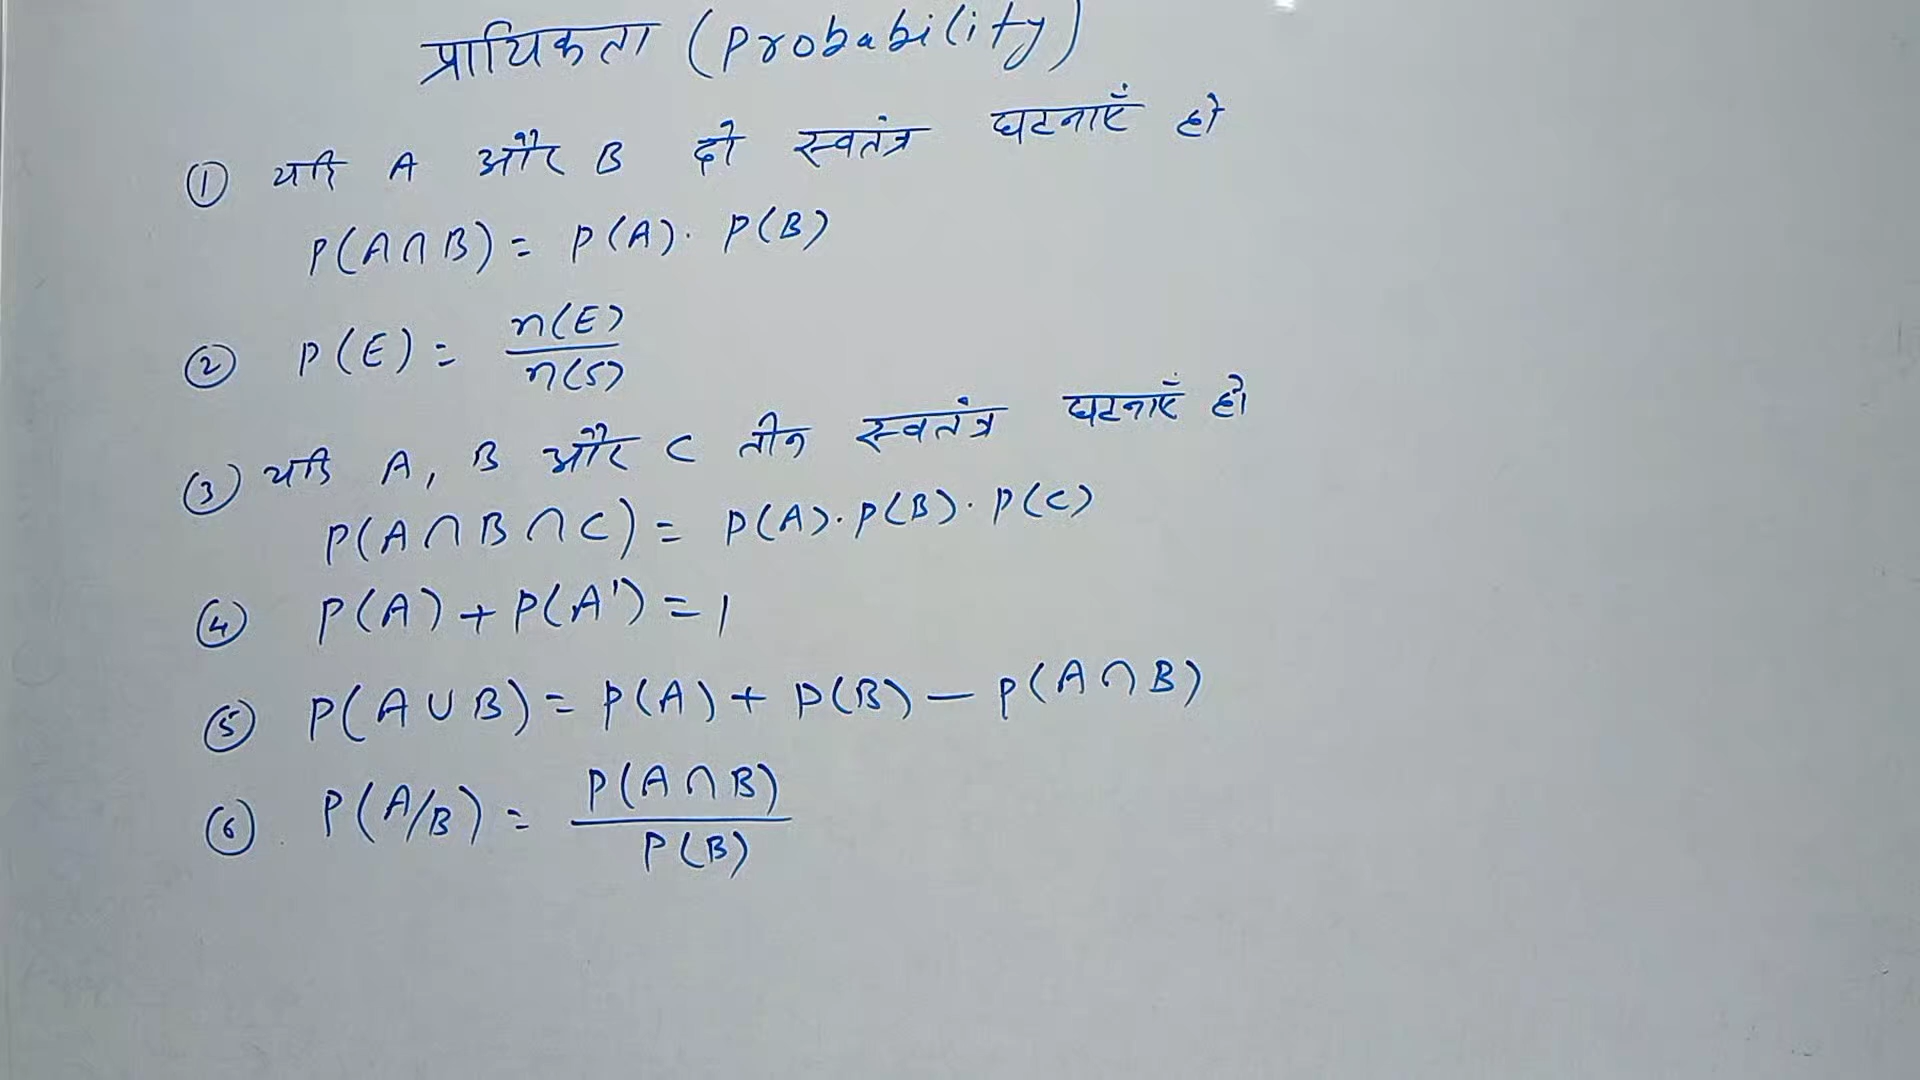 प्रायिकता (Probability)
① यदि A और B दो स्वतंत्र घटनाएँ हो
P(A∩B) = P(A). P(B)
② P(E) = n(E)/n(S)
③ यदि A, B और C तीन स्वतंत्र घटनाएँ हो
P(A∩B∩C) = P(A).P(B).P(C)
④ P(A)+P(A') = 1
⑤ P(A∪B) = P(A)+P(B)-P(A∩B)
⑥ P(A/B) = P(A∩B)/P(B)